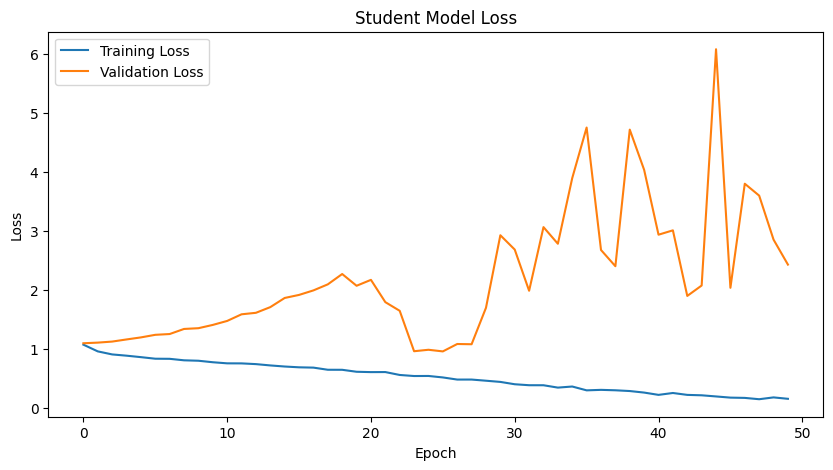 Student Model Loss
Training Loss
Validation Loss
Loss
6
5
4
3
2
1
0
0 10 20 30 40 50
Epoch